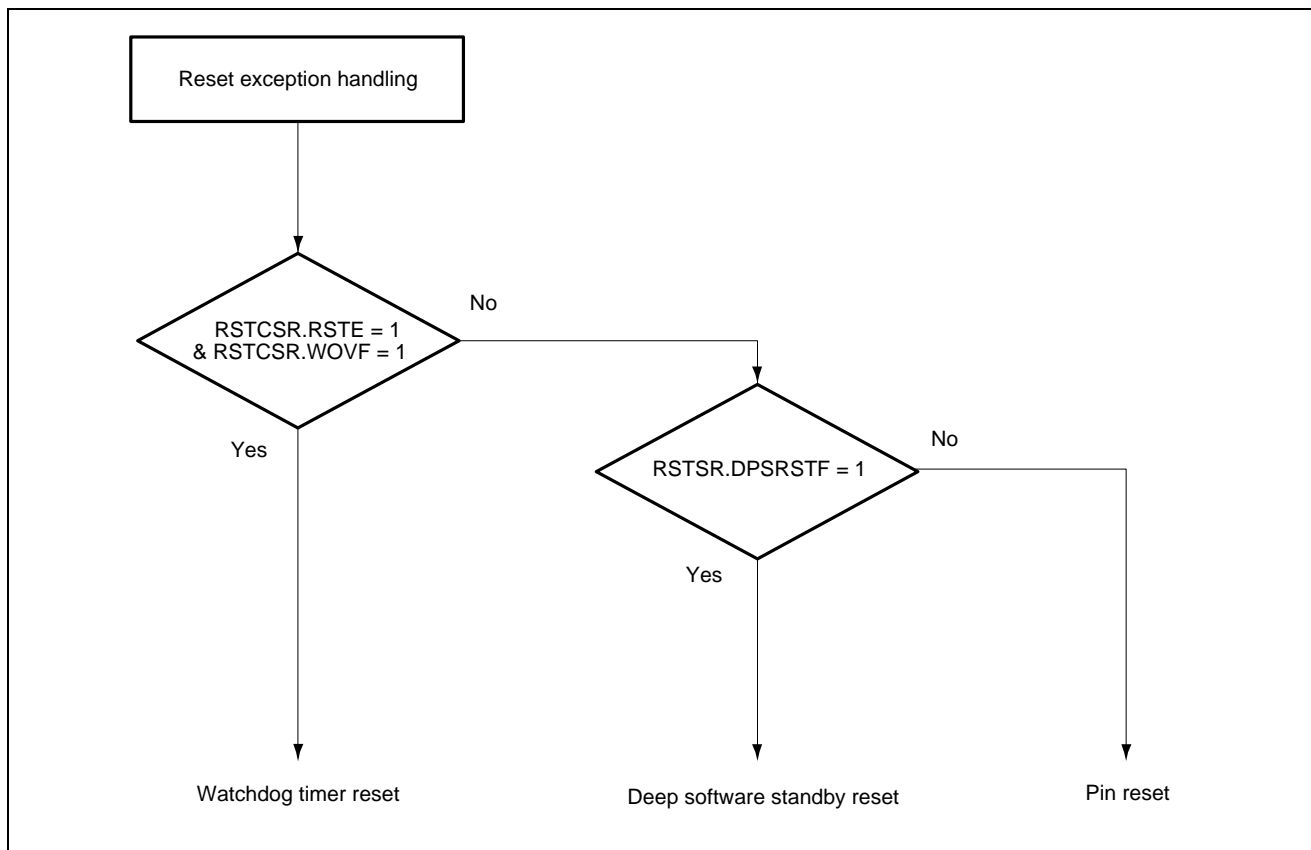 Reset exception handling
No
RSTCSR.RSTE = 1
& RSTCSR.WOVF = 1
Yes
No
RSTSR.DPSRSTF = 1
Yes
Watchdog timer reset
Deep software standby reset
Pin reset